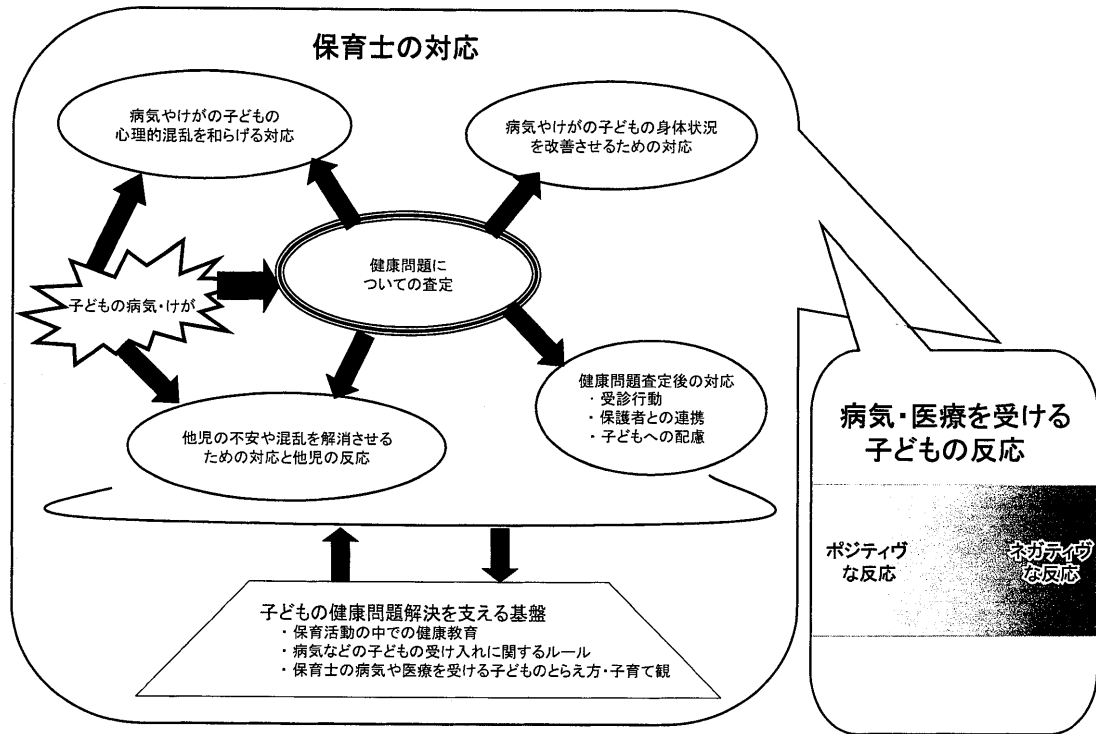 保育士の対応
病気やけがの子どもの
心理的混乱を和らげる対応
病気やけがの子どもの身体状況
を改善させるための対応
健康問題に
ついての査定
子どもの病気・けが
健康問題査定後の対応
・ 受診行動
・ 保護者との連携
・ 子どもへの配慮
他児の不安や混乱を解消させる
ための対応と他児の反応
子どもの健康問題解決を支える基盤
・ 保育活動の中での健康教育
・ 病気などの子どもの受け入れに関するルール
・ 保育士の病気や医療を受ける子どものとらえ方・子育て観
病気・医療を受ける
子どもの反応
ポジティヴ
な反応
ネガティヴ
な反応